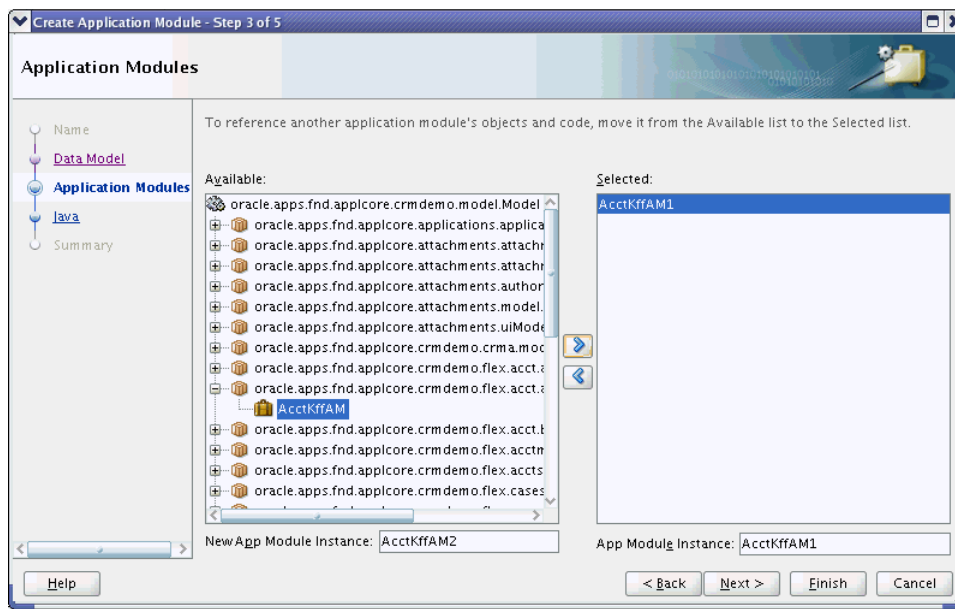 Create Application Module - Step 3 of 5
Application Modules
Name
Data Model
Application Modules
Java
Summary
To reference another application module's objects and code, move it from the Available list to the Selected list.
Available:
oracle.apps.fnd.applcore.crmdemo.model.Model
oracle.apps.fnd.applcore.applications.applica
oracle.apps.fnd.applcore.attachments.attachr
oracle.apps.fnd.applcore.attachments.attachr
oracle.apps.fnd.applcore.attachments.author
oracle.apps.fnd.applcore.attachments.model.
oracle.apps.fnd.applcore.attachments.uiMode
oracle.apps.fnd.applcore.crmdemo.crma.moc
oracle.apps.fnd.applcore.crmdemo.flex.acct.a
oracle.apps.fnd.applcore.crmdemo.flex.acct.a
AcctKffAM
oracle.apps.fnd.applcore.crmdemo.flex.acct.b
oracle.apps.fnd.applcore.crmdemo.flex.acctm
oracle.apps.fnd.applcore.crmdemo.flex.accts
oracle.apps.fnd.applcore.crmdemo.flex.cases
New App Module Instance: AcctKffAM2
Selected:
AcctKffAM1
App Module Instance: AcctKffAM1
Help
< Back
Next >
Finish
Cancel